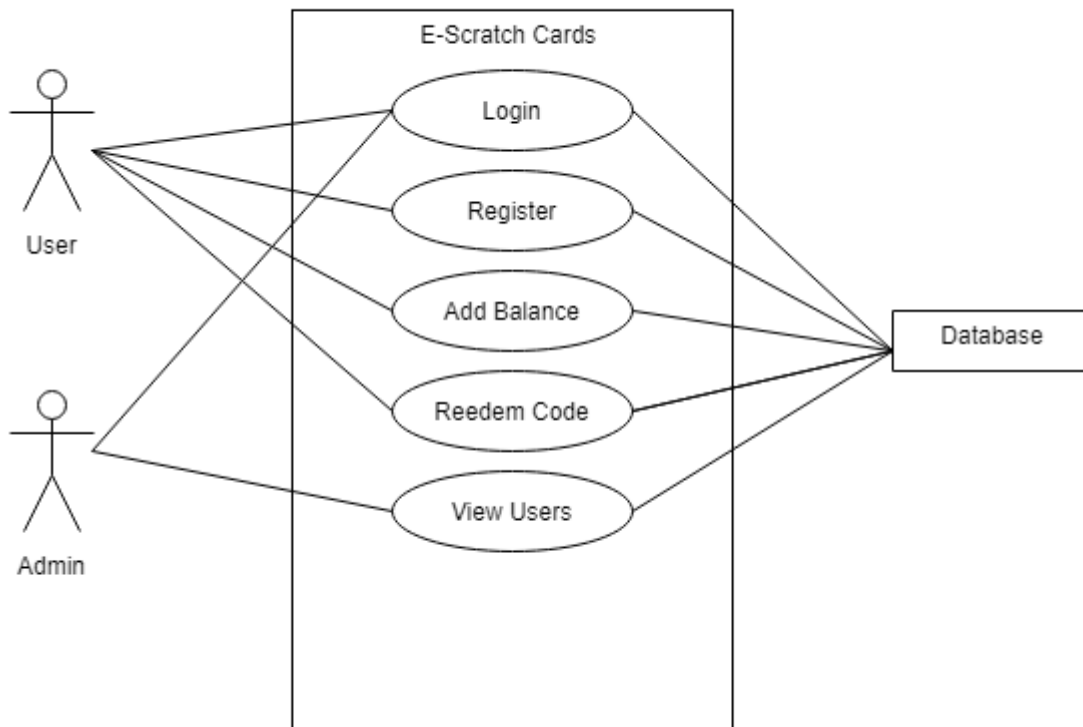 E-Scratch Cards
Login
Register
User
Add Balance
Database
Reedem Code
View Users
Admin